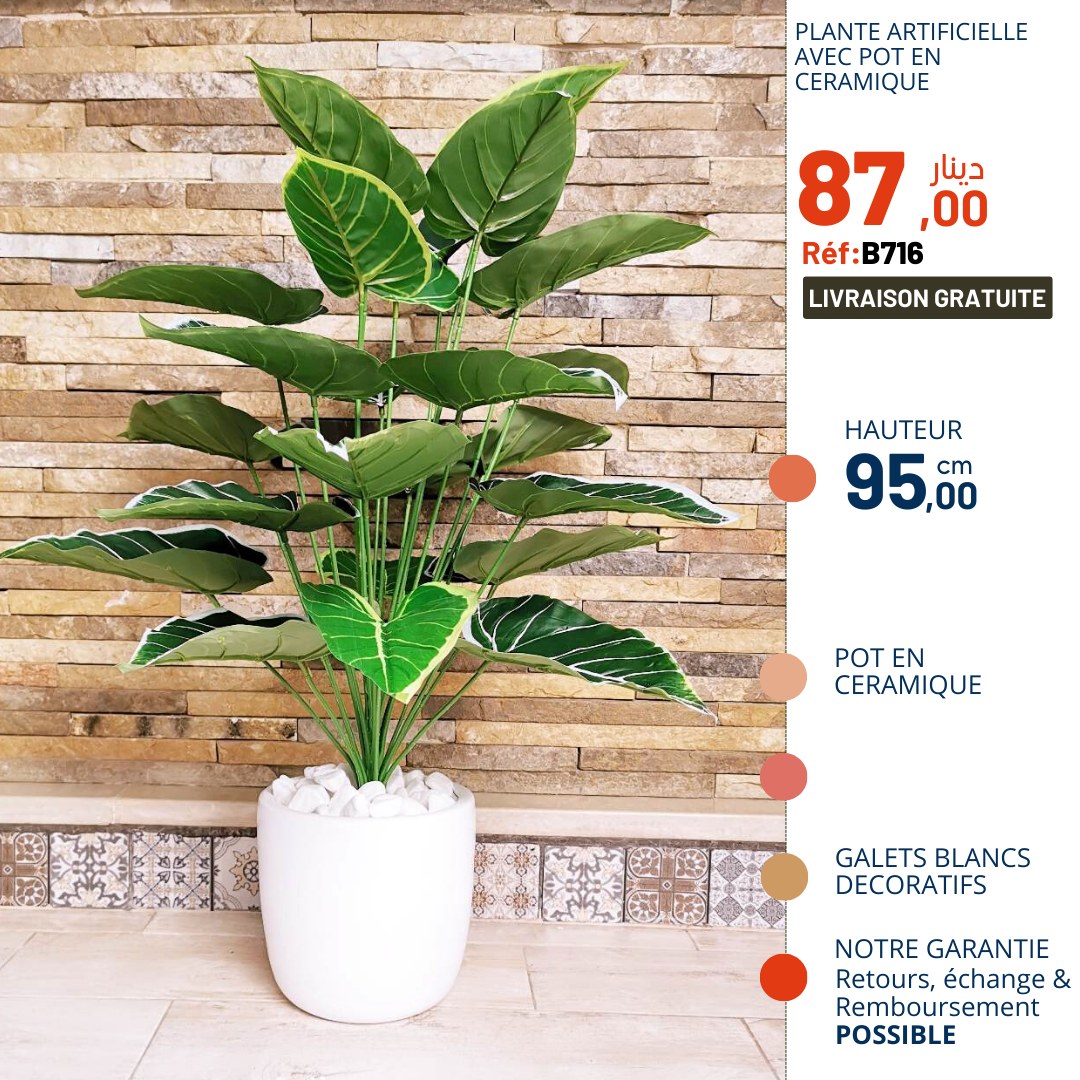 PLANTE ARTIFICIELLE
AVEC POT EN
CERAMIQUE
87,00 دينار
Réf:B716
LIVRAISON GRATUITE
HAUTEUR
95,00 cm
POT EN
CERAMIQUE
GALETS BLANCS
DECORATIFS
NOTRE GARANTIE
Retours, échange &
Remboursement
POSSIBLE